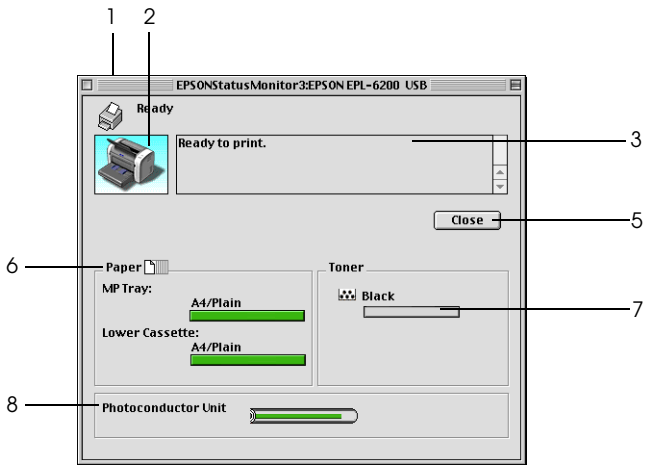 1 2
EPSONStatusMonitor3:EPSON EPL-6200 USB
Ready
Ready to print.
3
Close
5
6
Paper
Toner
MP Tray:
A4/Plain
Black
7
Lower Cassette:
A4/Plain
8
Photoconductor Unit